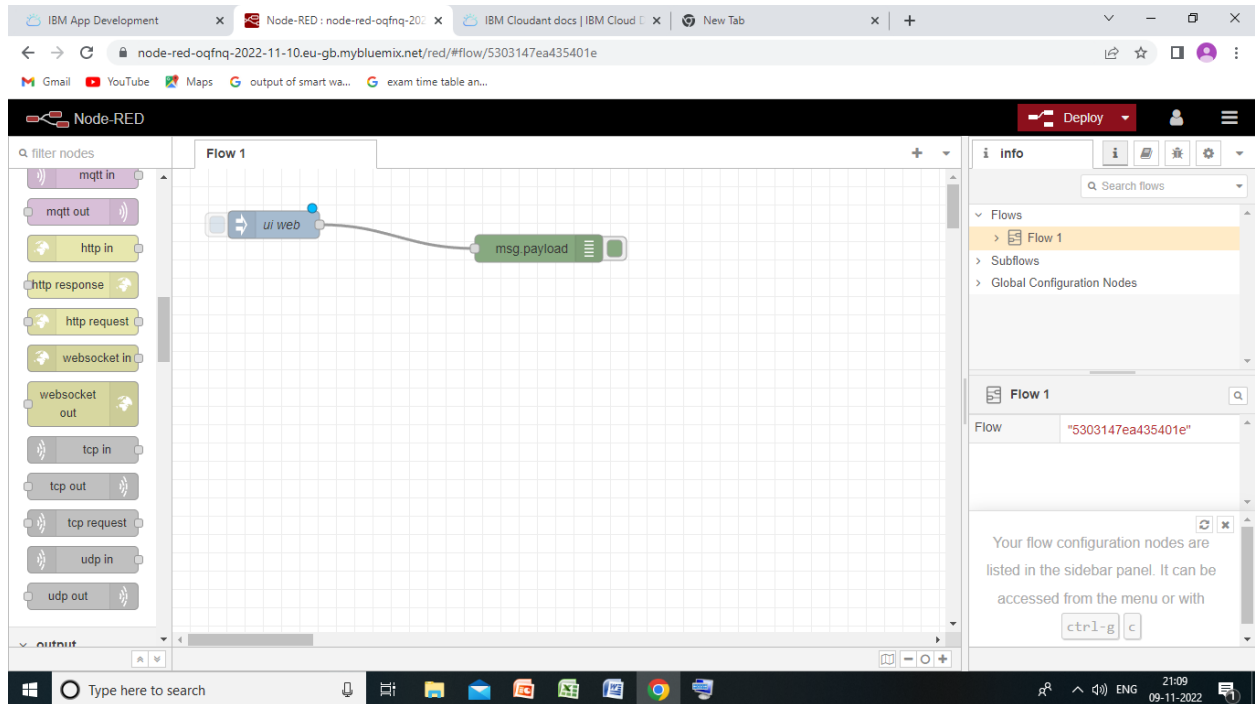 IBM App Development
Node-RED : node-red-oqfnq-202
IBM Cloudant docs | IBM Cloud D
New Tab
node-red-oqfnq-2022-11-10.eu-gb.mybluemix.net/red/#flow/5303147ea435401e
Gmail YouTube Maps output of smart wa... exam time table an...
Node-RED
Deploy
filter nodes
mqtt in
mqtt out
http in
http response
http request
websocket in
websocket
out
tcp in
tcp out
tcp request
udp in
udp out
output
Flow 1
ui web
msg.payload
i info
Search flows
Flows
Flow 1
Subflows
Global Configuration Nodes
Flow 1
Flow "5303147ea435401e"
Your flow configuration nodes are
listed in the sidebar panel. It can be
accessed from the menu or with
ctrl-g c
Type here to search
ENG
21:09
09-11-2022
1